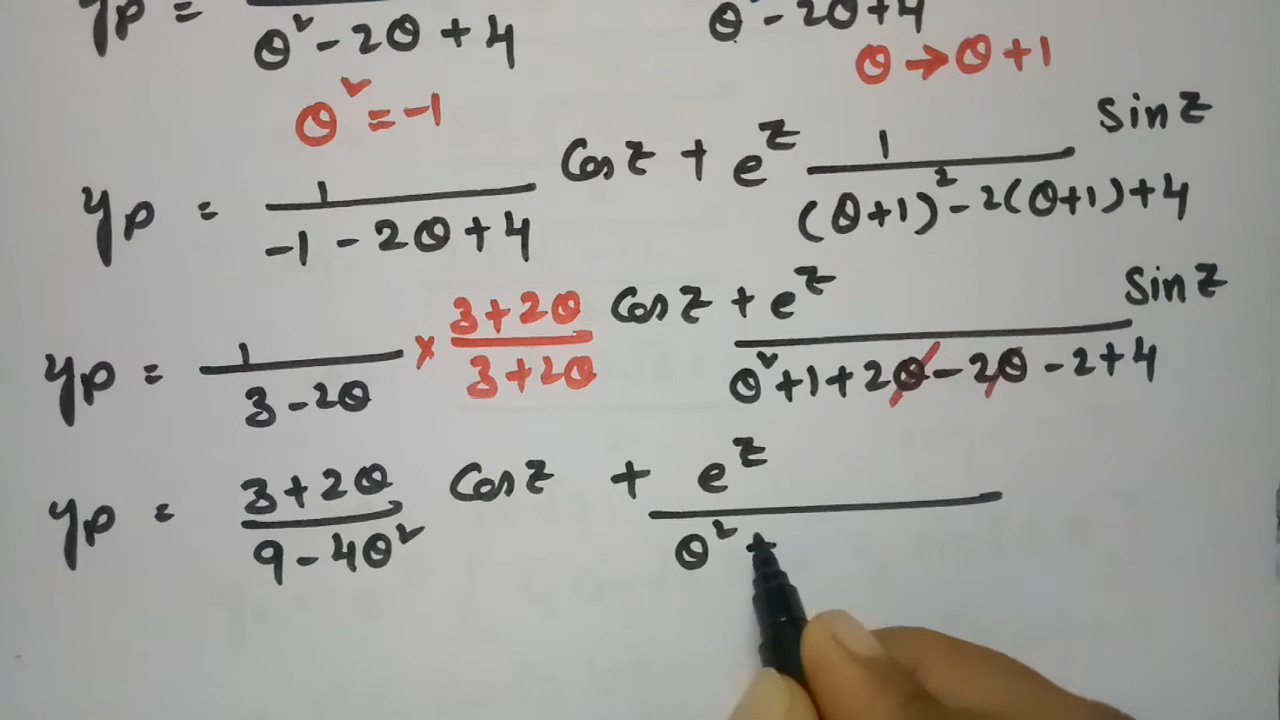 yp = θ² - 2θ + 4 θ² - 2θ + 4
θ² = -1 θ → θ + 1
yp = 1 / (-1 - 2θ + 4) Cos z + e^z 1 / ((θ+1)² - 2(θ+1) + 4) Sin z
yp = 1 / (3 - 2θ) × (3 + 2θ) / (3 + 2θ) Cos z + e^z / (θ² + 1 + 2θ - 2θ - 2 + 4) Sin z
yp = (3 + 2θ) / (9 - 4θ²) Cos z + e^z / (θ² +